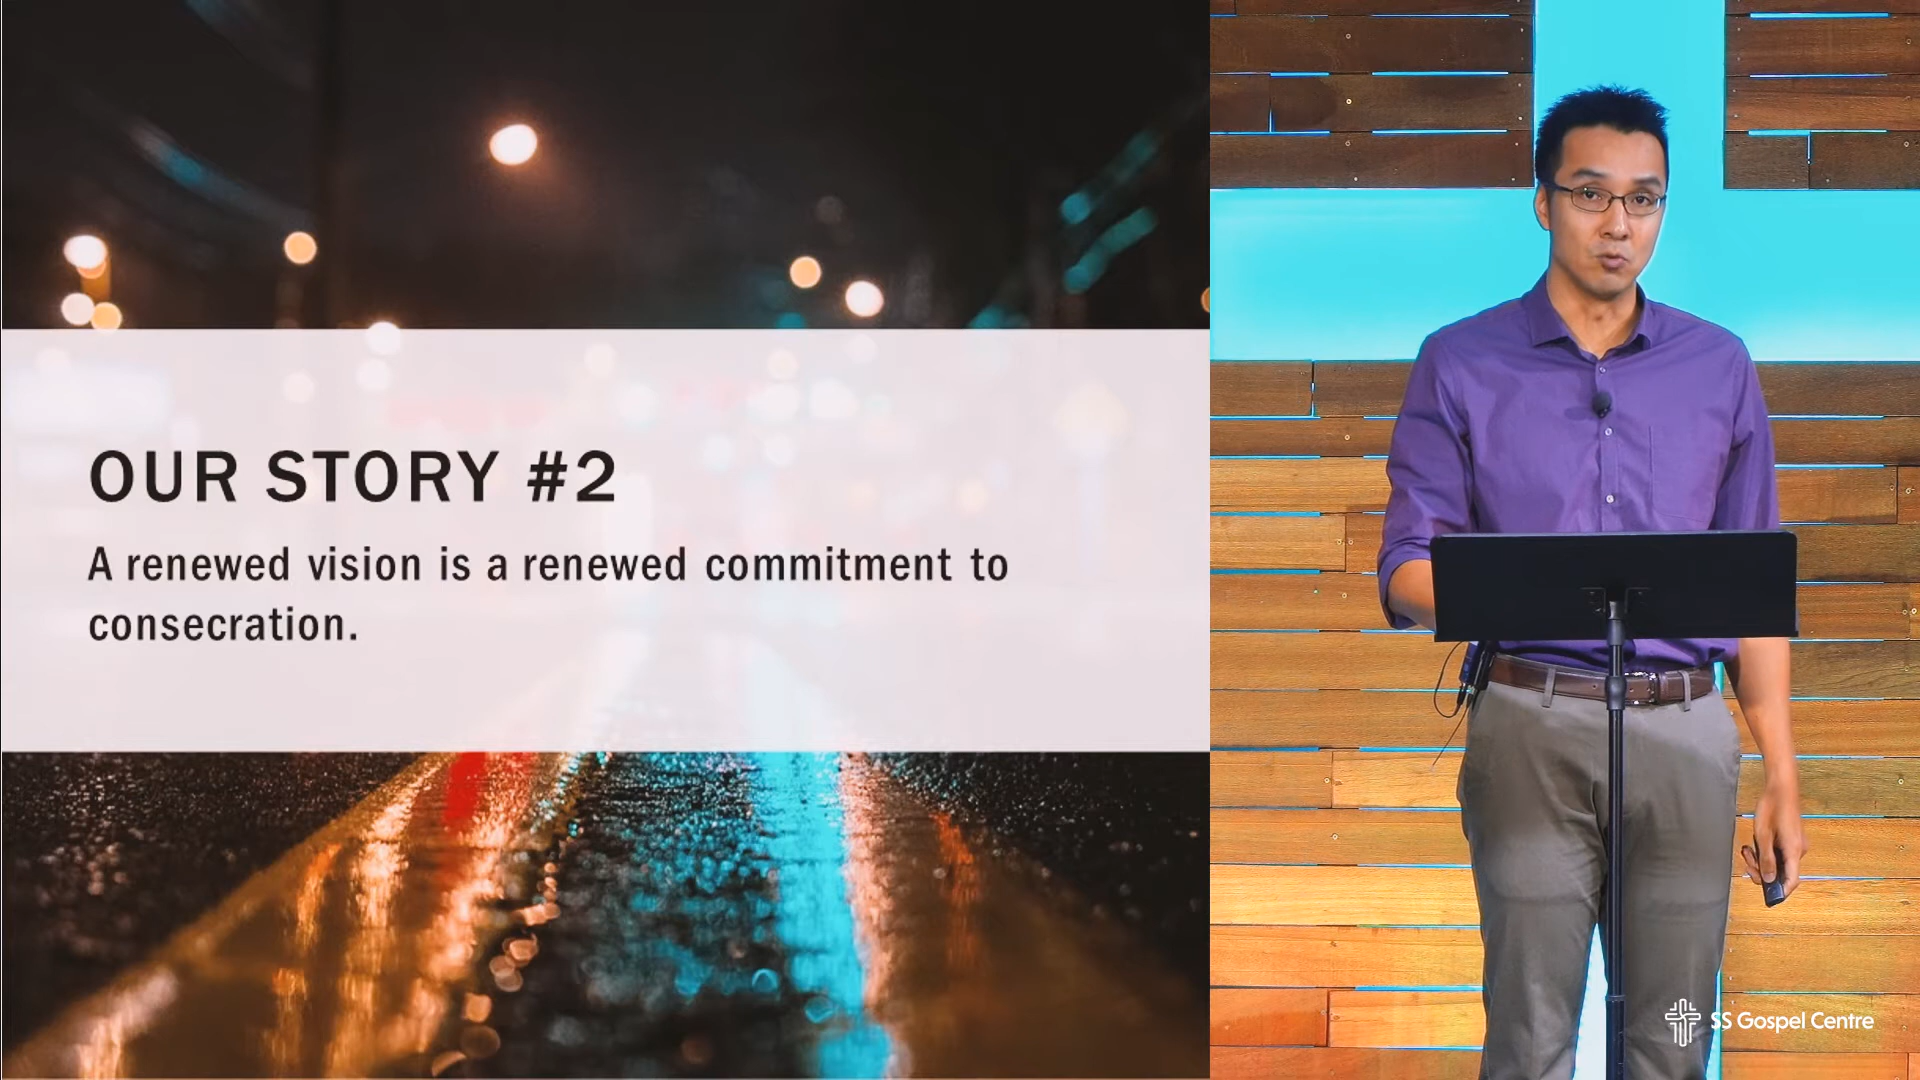 OUR STORY #2
A renewed vision is a renewed commitment to
consecration.
SS Gospel Centre